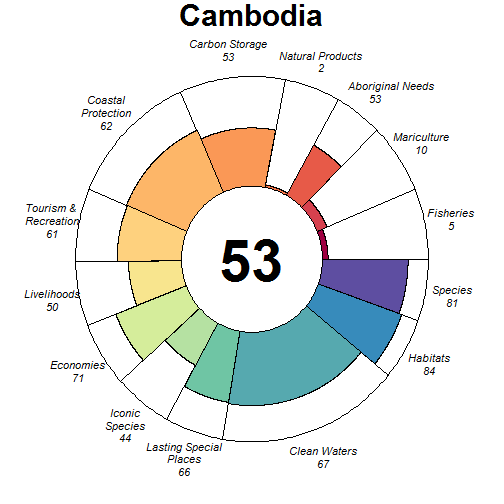 Cambodia
Carbon Storage
53
Natural Products
2
Aboriginal Needs
53
Mariculture
10
Fisheries
5
Species
81
Habitats
84
Clean Waters
67
Lasting Special
Places
66
Iconic
Species
44
Economies
71
Livelihoods
50
Tourism &
Recreation
61
Coastal
Protection
62
53